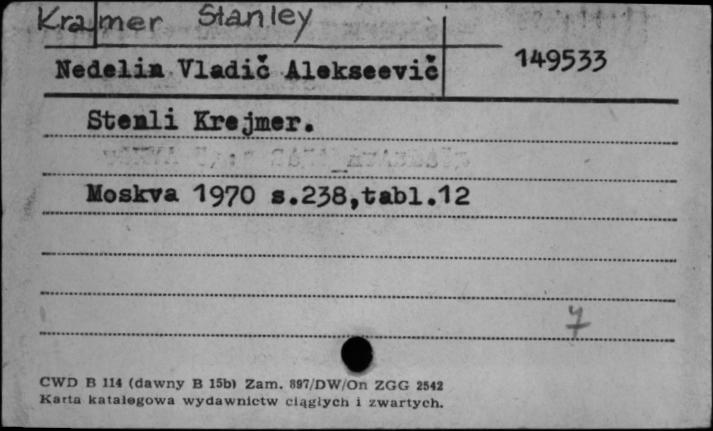 Kramer Stanley
Nedelin Vladič Alekseevič 149533
Stenli Krejmer.
Moskva 1970 s.238,tabl.12
7
CWD B 114 (dawny B 15b) Zam. 897/DW/On ZGG 2542
Karta katalogowa wydawnictw ciągłych i zwartych.